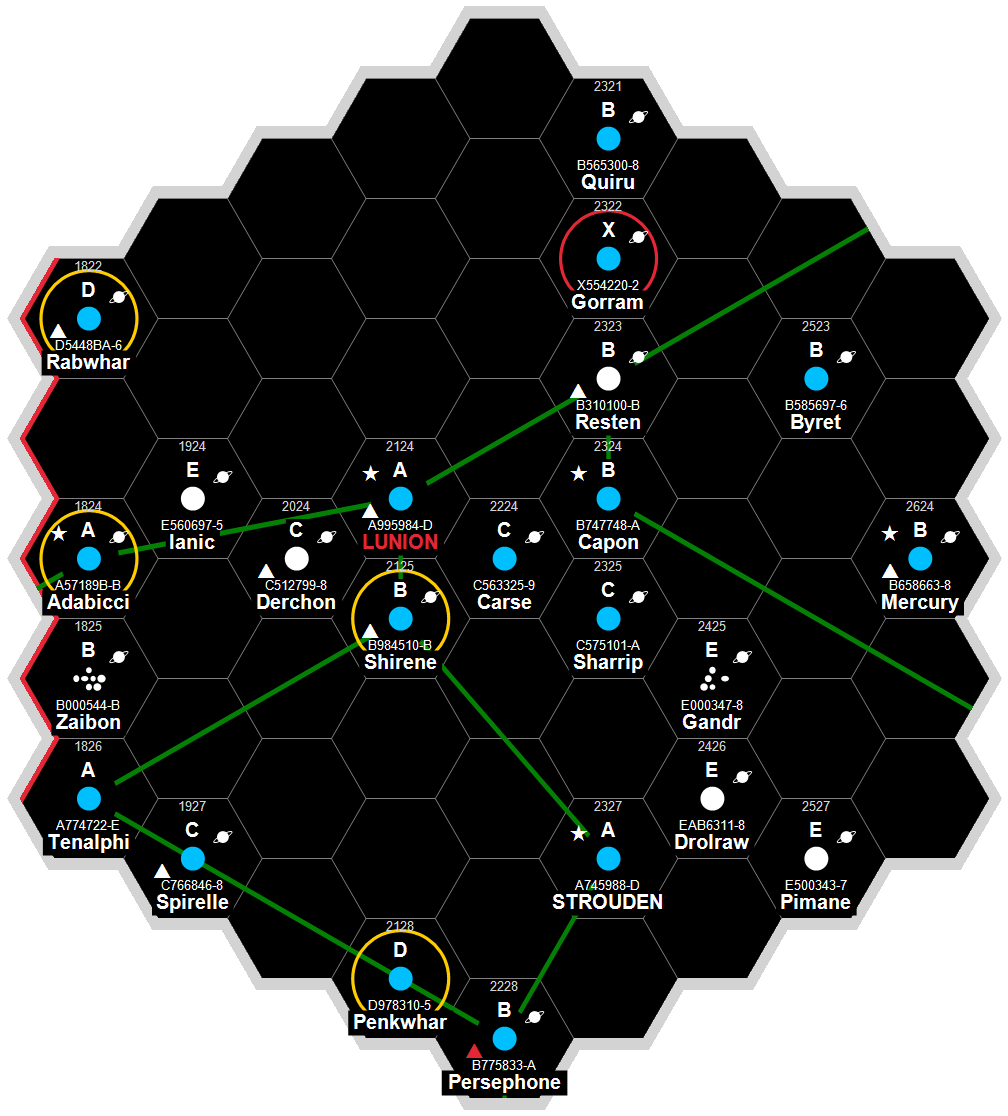 2321
B
B565300-8
Quiru
2322
X
X554220-2
Gorram
1822
D
D5448BA-6
Rabwhar
2323
B
B310100-B
Resten
2523
B
B585697-6
Byret
1924
E
E560697-5
Ianic
2124
A
A995984-D
LUNION
2324
B
B747748-A
Capon
1824
A
A57189B-B
Adabicci
2024
C
C512799-8
Derchon
2224
C
C563325-9
Carse
2624
B
B658663-8
Mercury
2125
B
B984510-B
Shirene
2325
C
C575101-A
Sharrip
1825
B
B000544-B
Zaibon
2425
E
E000347-8
Gandr
1826
A
A774722-E
Tenalphi
2426
E
EAB6311-8
Drolraw
1927
C
C766846-8
Spirelle
2327
A
A745988-D
STROUDEN
2527
E
E500343-7
Pimane
2128
D
D978310-5
Penkwhar
2228
B
B775833-A
Persephone